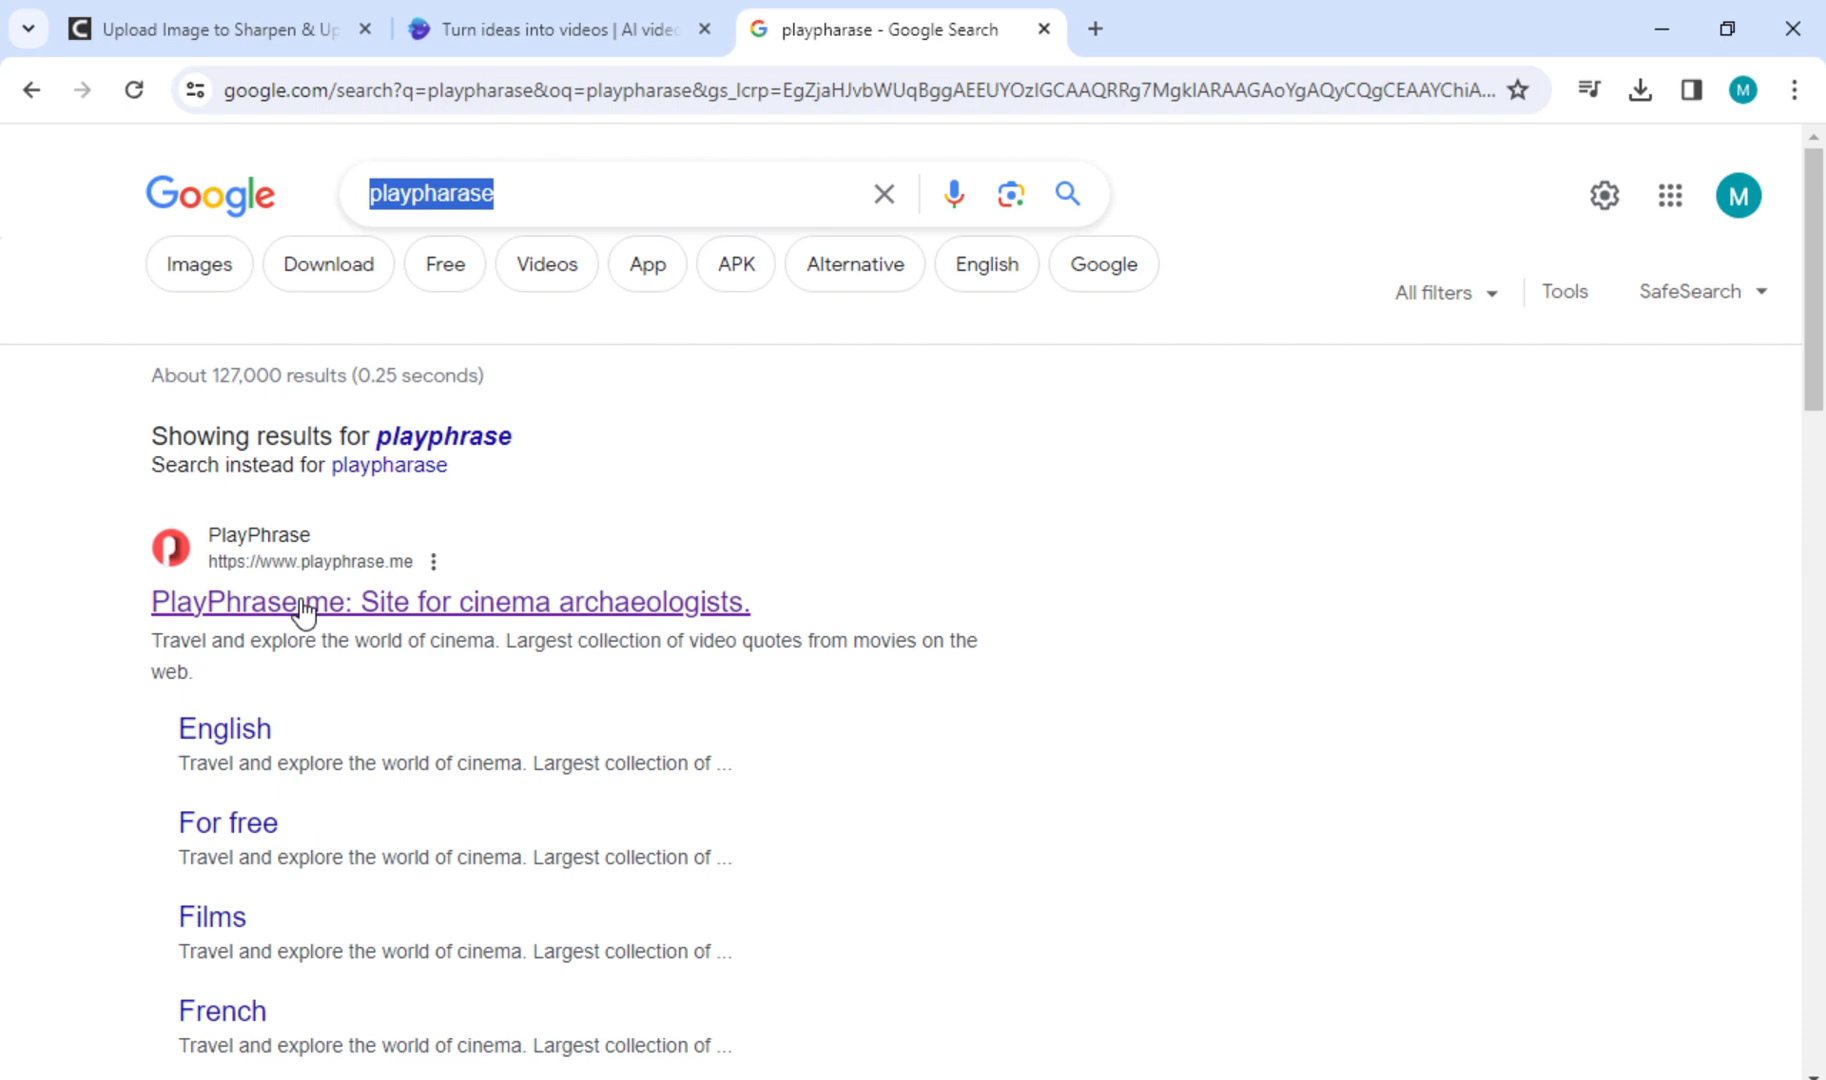 Upload Image to Sharpen & Up
Turn ideas into videos | AI videc
playpharase - Google Search
google.com/search?q=playpharase&oq=playpharase&gs_lcrp=EgZjaHJvbWUqBggAEEUYOzIGCAAQRRg7MgkIARAAGAoYgAQyCQgCEAAYChiA...
M
Google
playpharase
M
Images
Download
Free
Videos
App
APK
Alternative
English
Google
All filters
Tools
SafeSearch
About 127,000 results (0.25 seconds)
Showing results for playphrase
Search instead for playpharase
PlayPhrase
https://www.playphrase.me
PlayPhrase.me: Site for cinema archaeologists.
Travel and explore the world of cinema. Largest collection of video quotes from movies on the
web.
English
Travel and explore the world of cinema. Largest collection of ...
For free
Travel and explore the world of cinema. Largest collection of ...
Films
Travel and explore the world of cinema. Largest collection of ...
French
Travel and explore the world of cinema. Largest collection of ...